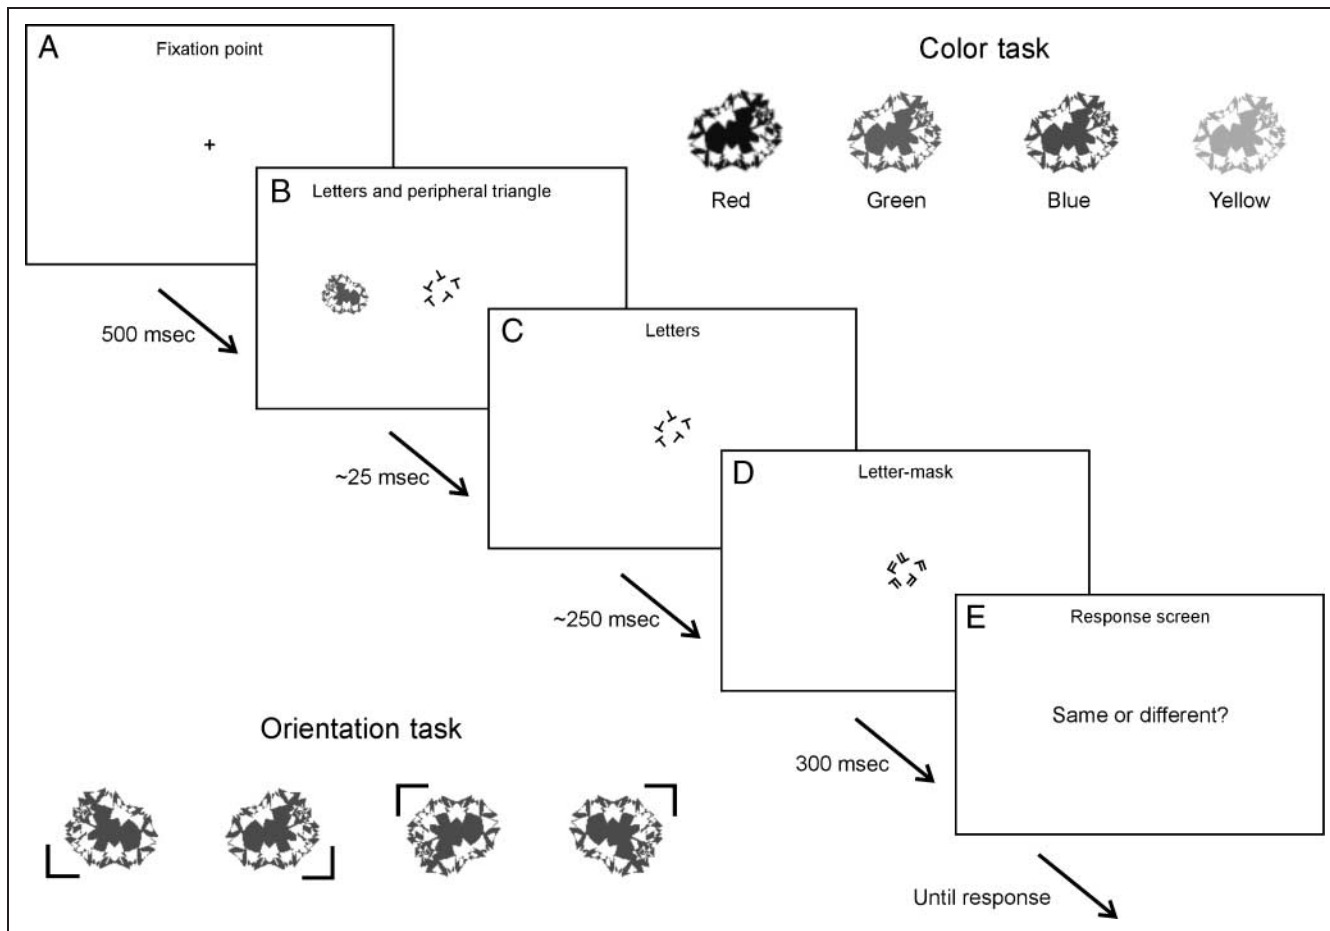 A
Fixation point
Color task
Red
Green
Blue
Yellow
B
Letters and peripheral triangle
500 msec
C
Letters
~25 msec
D
Letter-mask
~250 msec
E
Response screen
Same or different?
300 msec
Orientation task
Until response